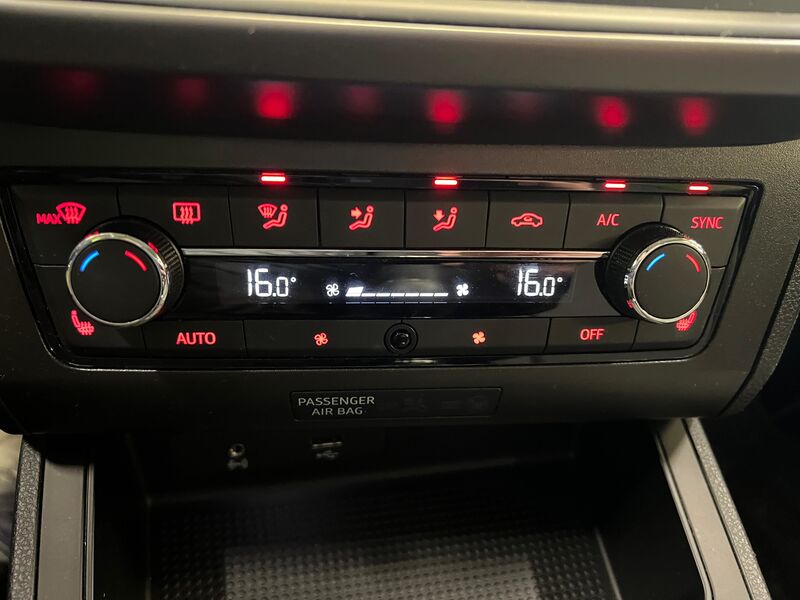 MAX
A/C
SYNC
16.0°
16.0°
AUTO
OFF
PASSENGER
AIR BAG